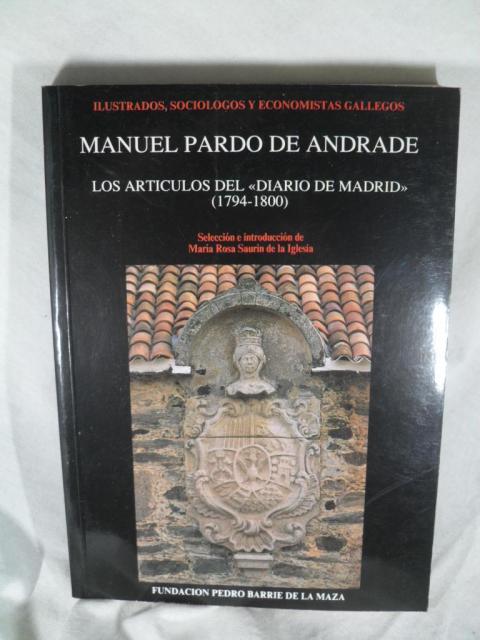 ILUSTRADOS, SOCIOLOGOS Y ECONOMISTAS GALLEGOS
MANUEL PARDO DE ANDRADE
LOS ARTICULOS DEL «DIARIO DE MADRID»
(1794-1800)
Selección e introducción de
María Rosa Saurín de la Iglesia
FUNDACION PEDRO BARRIE DE LA MAZA